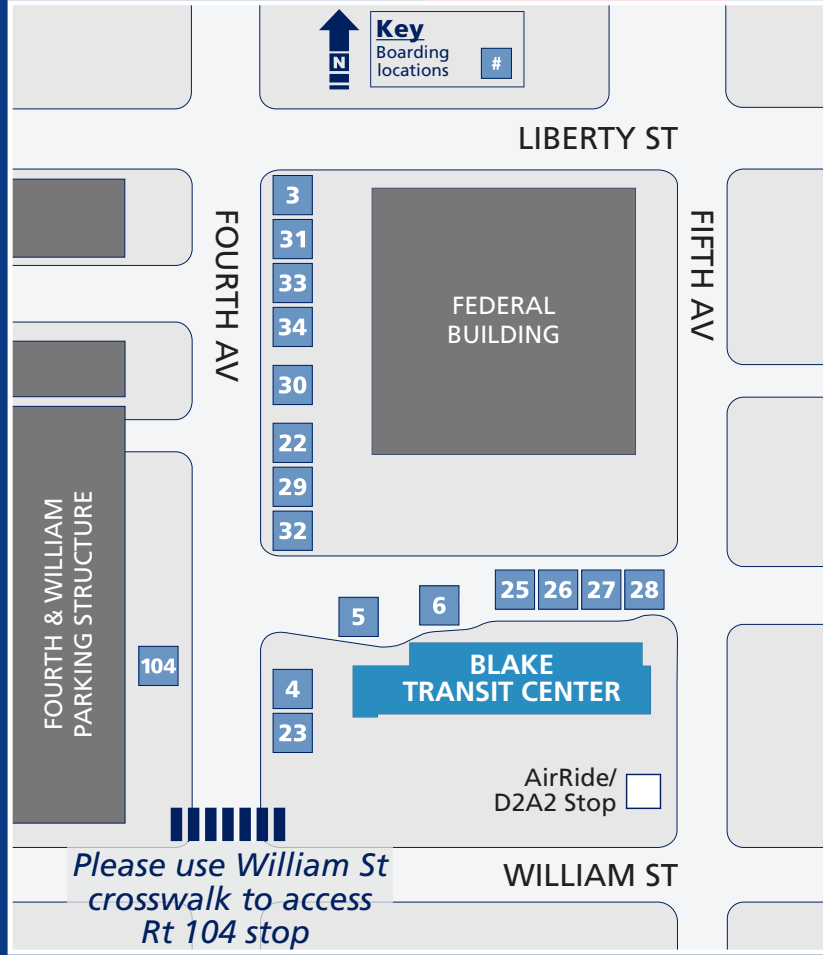 Key
Boarding
locations
#
N
LIBERTY ST
FOURTH AV
FIFTH AV
3
31
33
34
30
22
29
32
FEDERAL
BUILDING
FOURTH & WILLIAM
PARKING STRUCTURE
104
5
6
25 26 27 28
4
23
BLAKE
TRANSIT CENTER
AirRide/
D2A2 Stop
Please use William St
crosswalk to access
Rt 104 stop
WILLIAM ST